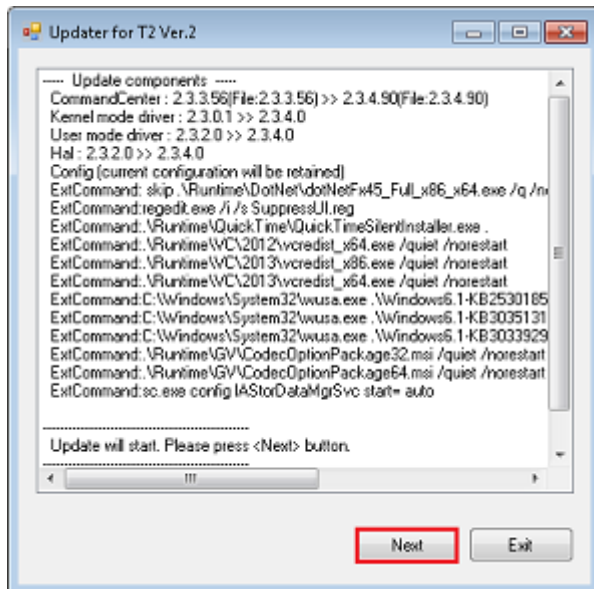 Updater for T2 Ver.2
----- Update components -----
CommandCenter : 2.3.3.56(File:2.3.3.56) >> 2.3.4.90(File:2.3.4.90)
Kernel mode driver : 2.3.0.1 >> 2.3.4.0
User mode driver : 2.3.2.0 >> 2.3.4.0
Hal : 2.3.2.0 >> 2.3.4.0
Config (current configuration will be retained)
ExtCommand: skip .\Runtime\DotNet\dotNetFx45_Full_x86_x64.exe /q /n
ExtCommand:regedit.exe /i /s SuppressUI.reg
ExtCommand:.\Runtime\QuickTime\QuickTimeSilentInstaller.exe .
ExtCommand:.\Runtime\VC\2012\vcredist_x64.exe /quiet /norestart
ExtCommand:.\Runtime\VC\2013\vcredist_x86.exe /quiet /norestart
ExtCommand:.\Runtime\VC\2013\vcredist_x64.exe /quiet /norestart
ExtCommand:C:\Windows\System32\wusa.exe .\Windows6.1-KB2530185
ExtCommand:C:\Windows\System32\wusa.exe .\Windows6.1-KB3035131
ExtCommand:C:\Windows\System32\wusa.exe .\Windows6.1-KB3033929
ExtCommand:.\Runtime\GV\CodecOptionPackage32.msi /quiet /norestart
ExtCommand:.\Runtime\GV\CodecOptionPackage64.msi /quiet /norestart
ExtCommand:sc.exe config IAStorDataMgrSvc start= auto
--------------------------------------------------
Update will start. Please press <Next> button.
--------------------------------------------------
Next Exit